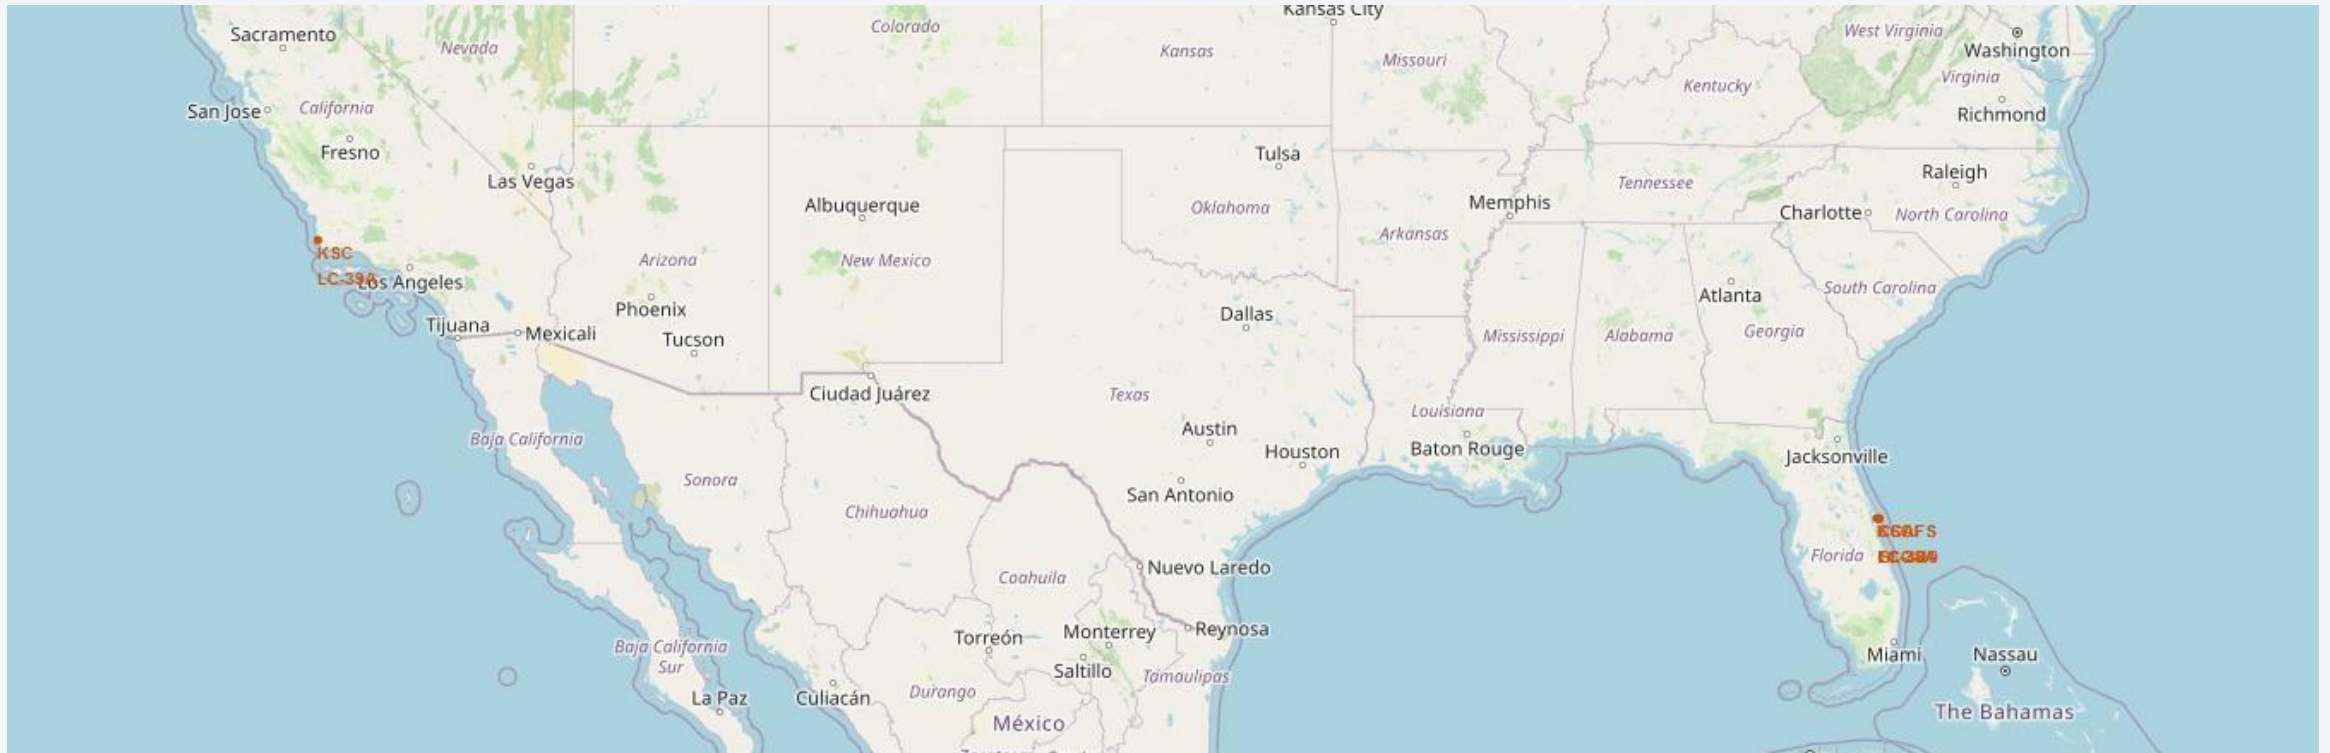 Kansas City
Sacramento
Nevada
Colorado
Kansas
Missouri
West Virginia
Washington
Kentucky
Virginia
San Jose
California
Richmond
Fresno
Tulsa
Las Vegas
Raleigh
Tennessee
Albuquerque
Oklahoma
Memphis
Charlotte
North Carolina
Arkansas
KSC
LC-39A
Los Angeles
Arizona
New Mexico
South Carolina
Atlanta
Phoenix
Dallas
Tijuana
Mexicali
Tucson
Mississippi
Alabama
Georgia
Ciudad Juárez
Texas
Louisiana
Baja California
Austin
Houston
Baton Rouge
Jacksonville
Sonora
San Antonio
Chihuahua
Florida
Nuevo Laredo
Coahuila
Torreón
Monterrey
Reynosa
Baja California
Sur
Saltillo
Tamaulipas
Miami
Nassau
La Paz
Culiacán
Durango
México
The Bahamas